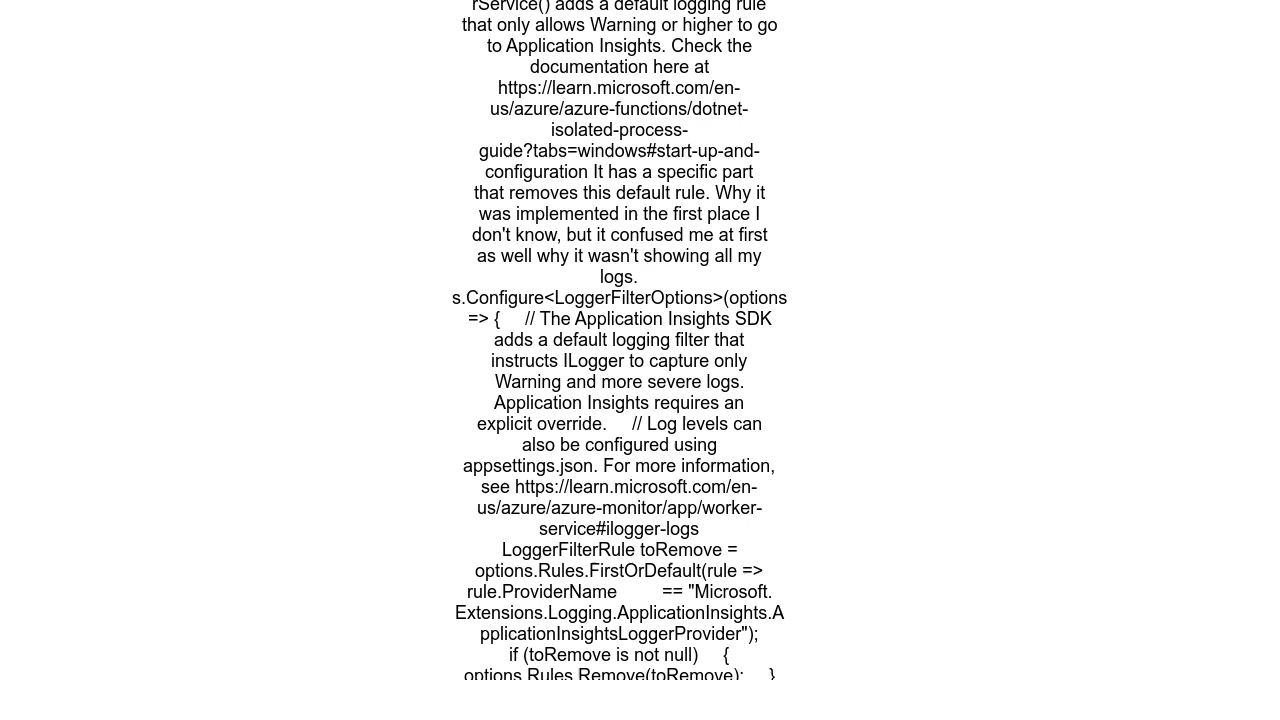 rService() adds a default logging rule
that only allows Warning or higher to go
to Application Insights. Check the
documentation here at
https://learn.microsoft.com/en-
us/azure/azure-functions/dotnet-
isolated-process-
guide?tabs=windows#start-up-and-
configuration It has a specific part
that removes this default rule. Why it
was implemented in the first place I
don't know, but it confused me at first
as well why it wasn't showing all my
logs.
s.Configure<LoggerFilterOptions>(options
=> {     // The Application Insights SDK
adds a default logging filter that
instructs ILogger to capture only
Warning and more severe logs.
Application Insights requires an
explicit override.     // Log levels can
also be configured using
appsettings.json. For more information,
see https://learn.microsoft.com/en-
us/azure/azure-monitor/app/worker-
service#ilogger-logs
LoggerFilterRule toRemove =
options.Rules.FirstOrDefault(rule =>
rule.ProviderName         == "Microsoft.
Extensions.Logging.ApplicationInsights.A
pplicationInsightsLoggerProvider");
if (toRemove is not null)     {
options.Rules.Remove(toRemove);     }